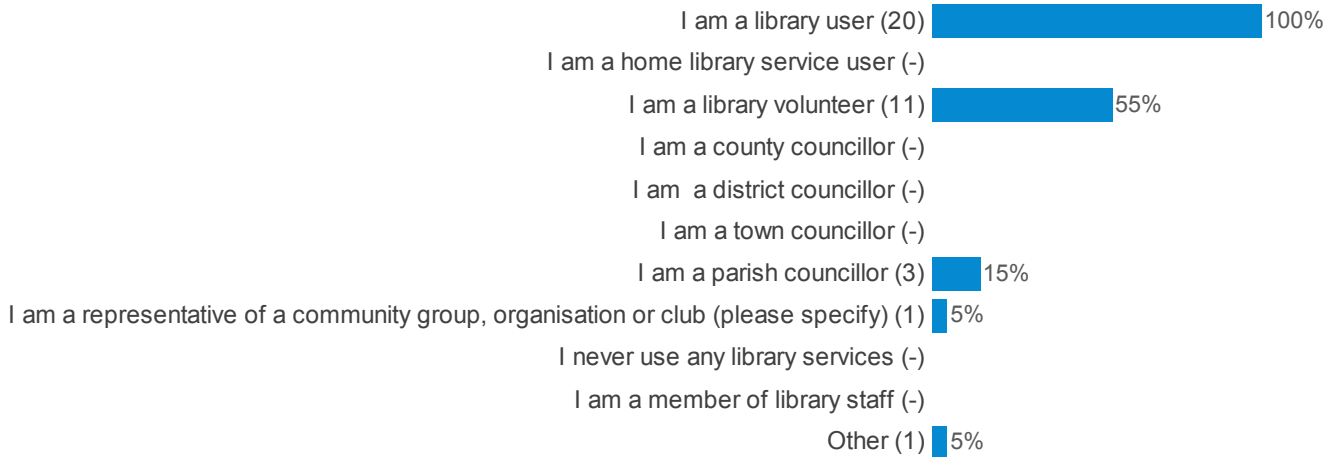 I am a library user (20) 100%
I am a home library service user (-)
I am a library volunteer (11) 55%
I am a county councillor (-)
I am  a district councillor (-)
I am a town councillor (-)
I am a parish councillor (3) 15%
I am a representative of a community group, organisation or club (please specify) (1) 5%
I never use any library services (-)
I am a member of library staff (-)
Other (1) 5%